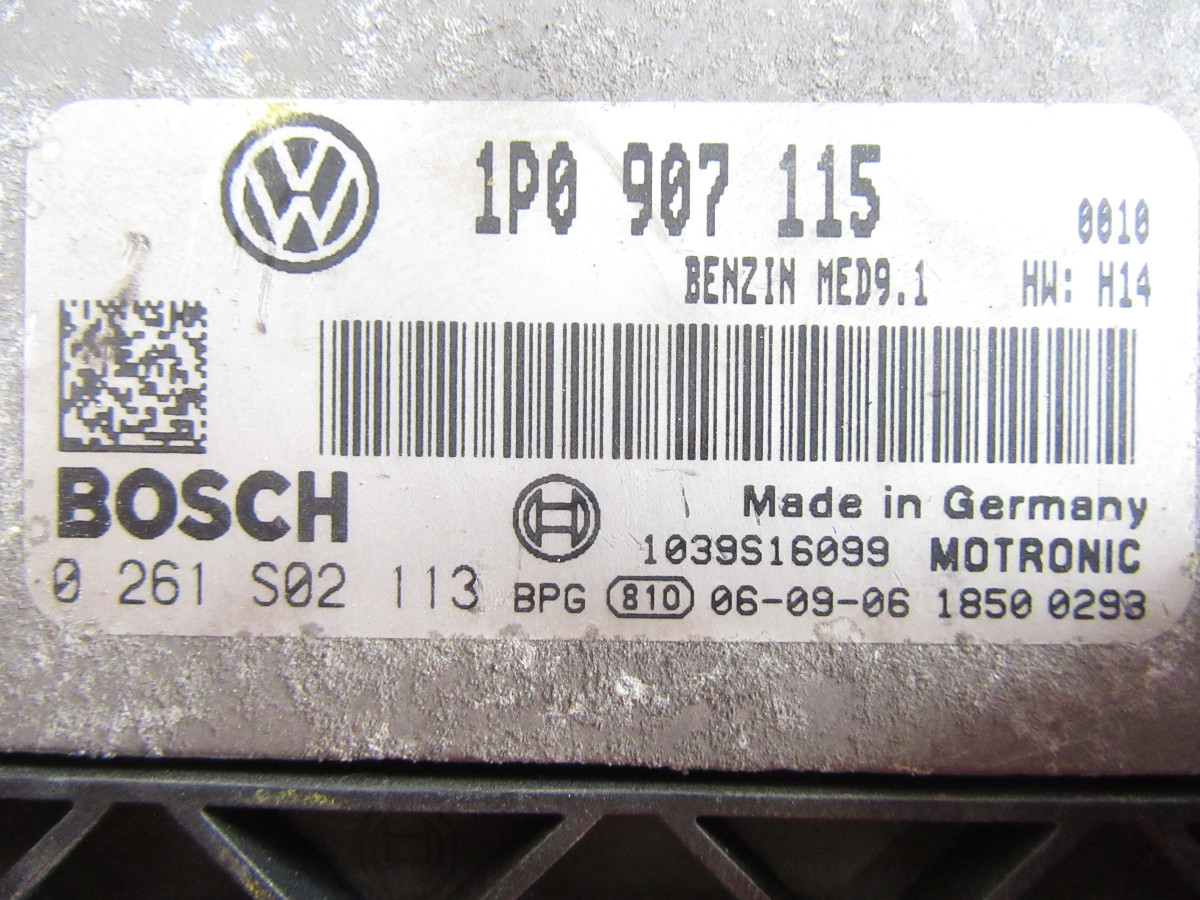 1P0 907 115
0010
BENZIN MED9.1 HW: H14
BOSCH
Made in Germany
1039S16099 MOTRONIC
0 261 S02 113 BPG 810 06-09-06 1850 0293